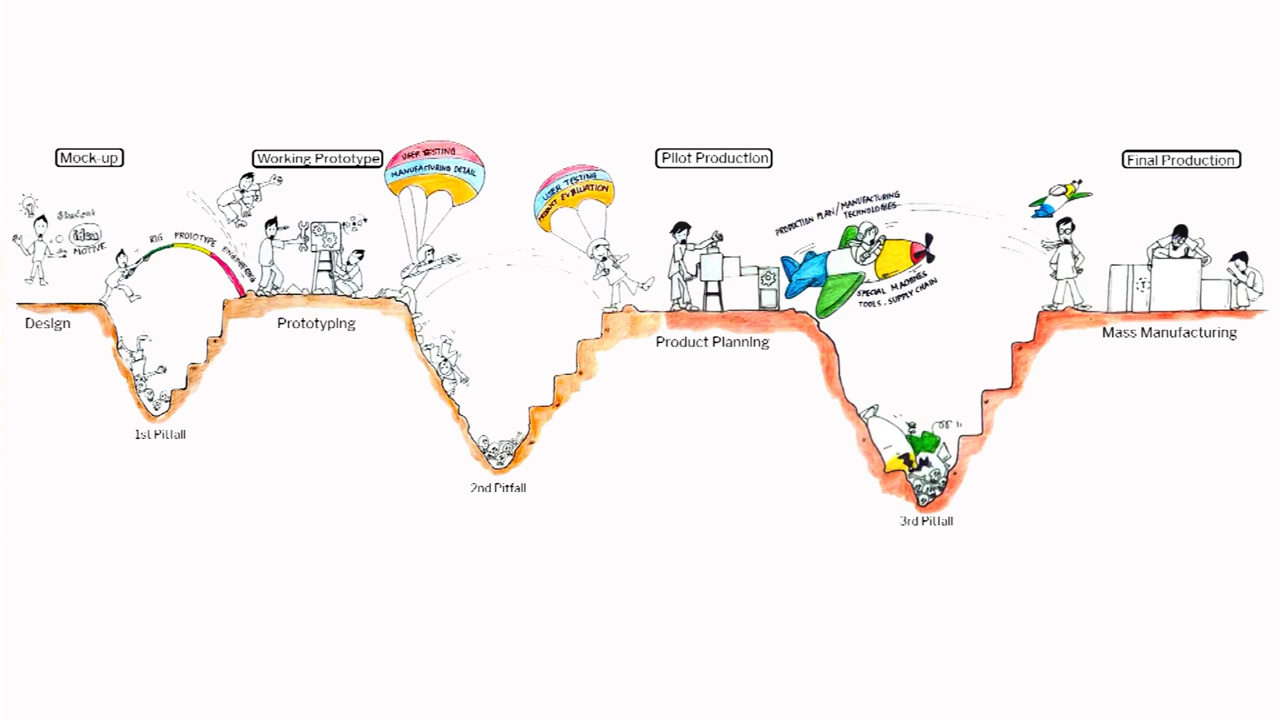 Mock-up
Working Prototype
Pilot Production
Final Production
Student
idea
MOTIVE
RIG PROTOTYPE ENGINEERING
USER TESTING
MANUFACTURING DETAIL
USER TESTING
PRODUCT EVALUATION
PRODUCTION PLAN/MANUFACTURING
TECHNOLOGIES
SPECIAL MACHINES
TOOLS, SUPPLY CHAIN
Design
Prototyping
Product Planning
Mass Manufacturing
1st Pitfall
2nd Pitfall
3rd Pitfall